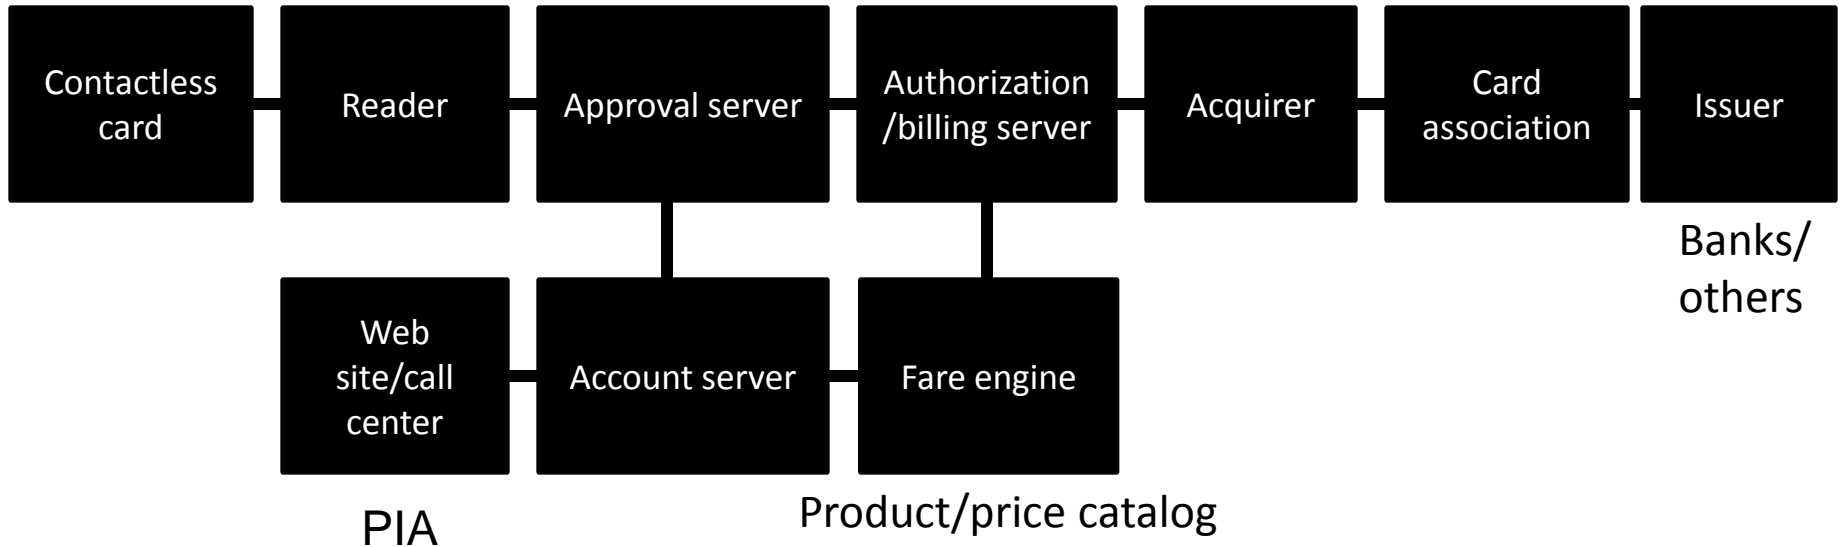 Contactless
card
Reader
Approval server
Authorization
/billing server
Acquirer
Card
association
Issuer
Banks/
others
Web
site/call
center
Account server
Fare engine
PIA
Product/price catalog